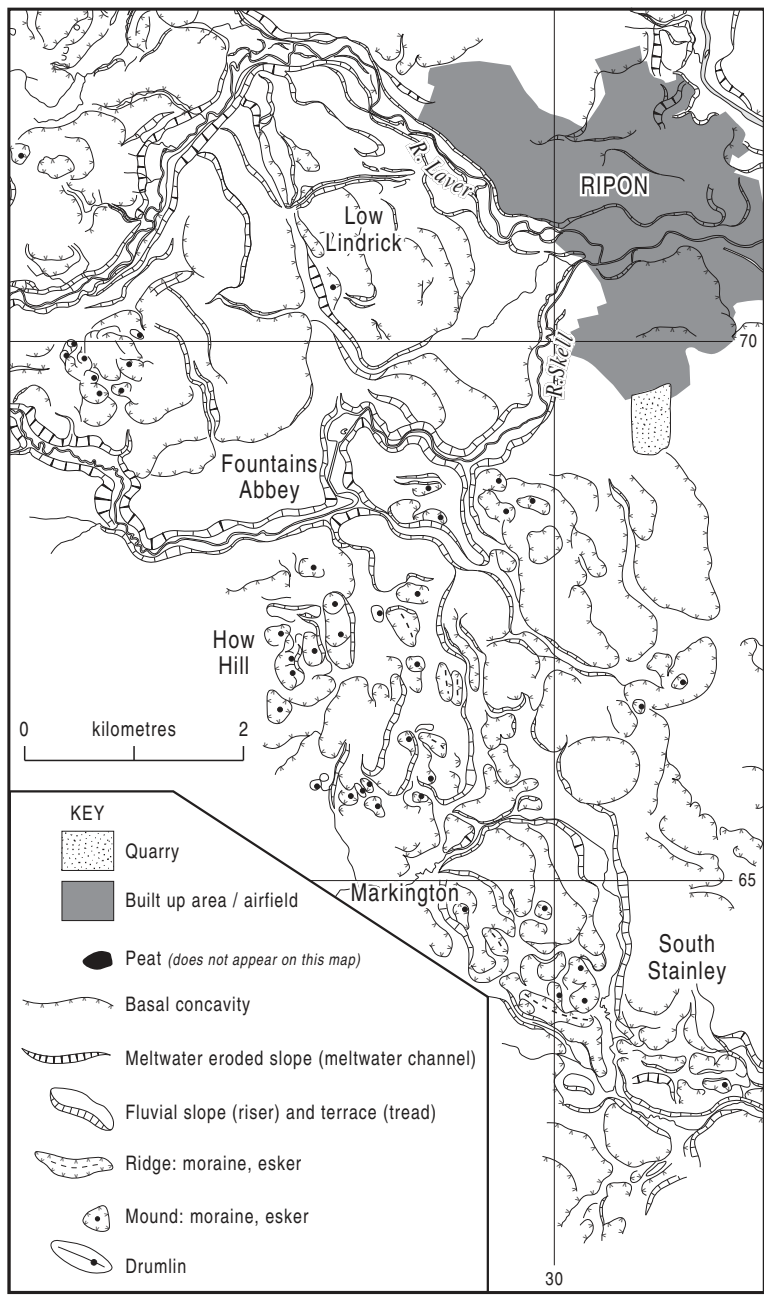 R. Laver
RIPON
Low
Lindrick
70
R. Skell
Fountains
Abbey
How
Hill
0 kilometres 2
KEY
Quarry
Built up area / airfield
Peat (does not appear on this map)
Basal concavity
Meltwater eroded slope (meltwater channel)
Fluvial slope (riser) and terrace (tread)
Ridge: moraine, esker
Mound: moraine, esker
Drumlin
65
Markington
South
Stainley
30